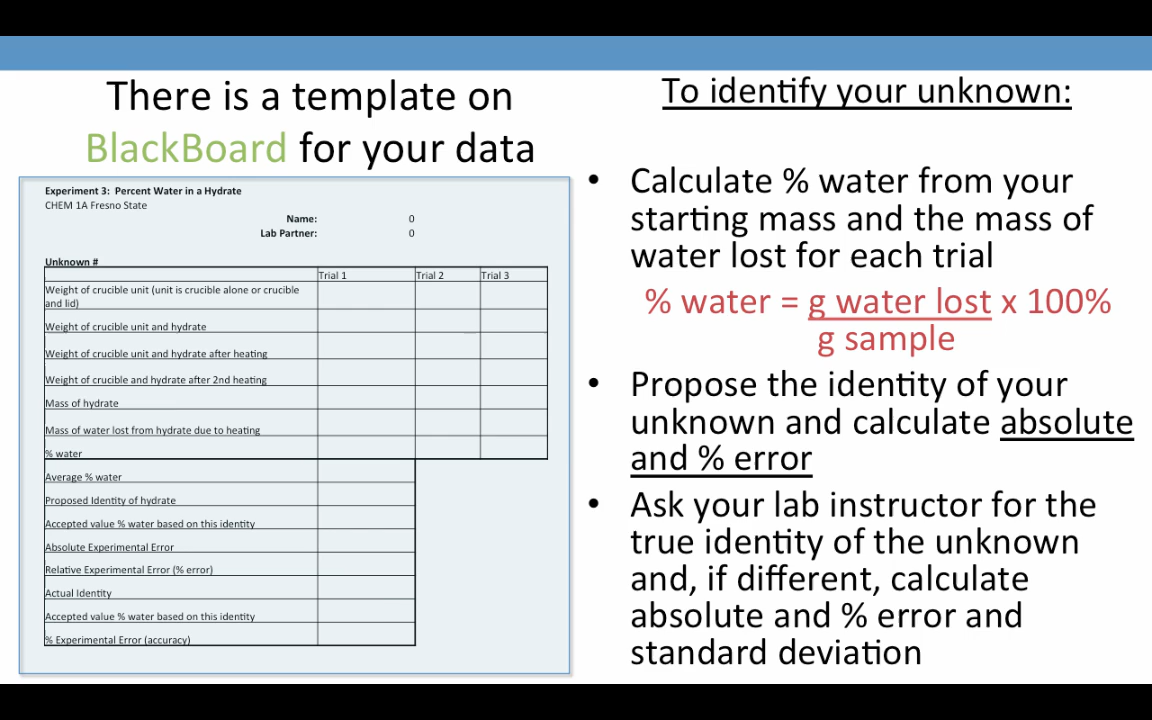 There is a template on
BlackBoard for your data
Experiment 3: Percent Water in a Hydrate
CHEM 1A Fresno State
Name: 0
Lab Partner: 0
Unknown #
Trial 1 Trial 2 Trial 3
Weight of crucible unit (unit is crucible alone or crucible
and lid)
Weight of crucible unit and hydrate
Weight of crucible unit and hydrate after heating
Weight of crucible and hydrate after 2nd heating
Mass of hydrate
Mass of water lost from hydrate due to heating
% water
Average % water
Proposed Identity of hydrate
Accepted value % water based on this identity
Absolute Experimental Error
Relative Experimental Error (% error)
Actual Identity
Accepted value % water based on this identity
% Experimental Error (accuracy)
To identify your unknown:
• Calculate % water from your
starting mass and the mass of
water lost for each trial
% water = g water lost x 100%
g sample
• Propose the identity of your
unknown and calculate absolute
and % error
• Ask your lab instructor for the
true identity of the unknown
and, if different, calculate
absolute and % error and
standard deviation